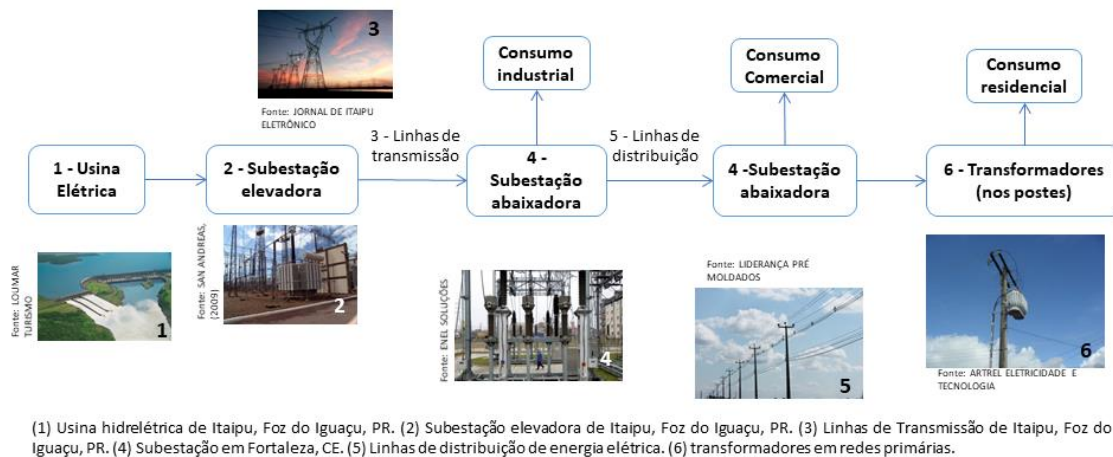 3
Fonte: JORNAL DE ITAIPU
ELETRÔNICO
Consumo
industrial
Consumo
Comercial
Consumo
residencial
1 - Usina
Elétrica
2 - Subestação
elevadora
3 - Linhas de
transmissão
4 -
Subestação
abaixadora
5 - Linhas de
distribuição
4 -Subestação
abaixadora
6 - Transformadores
(nos postes)
Fonte: LOUMAR
TURISMO
1
Fonte: SAN ANDREAS,
(2009)
2
Fonte: ENEL SOLUÇÕES
4
Fonte: LIDERANÇA PRÉ
MOLDADOS
5
6
Fonte: ARTREL ELETRICIDADE E
TECNOLOGIA
(1) Usina hidrelétrica de Itaipu, Foz do Iguaçu, PR. (2) Subestação elevadora de Itaipu, Foz do Iguaçu, PR. (3) Linhas de Transmissão de Itaipu, Foz do
Iguaçu, PR. (4) Subestação em Fortaleza, CE. (5) Linhas de distribuição de energia elétrica. (6) transformadores em redes primárias.